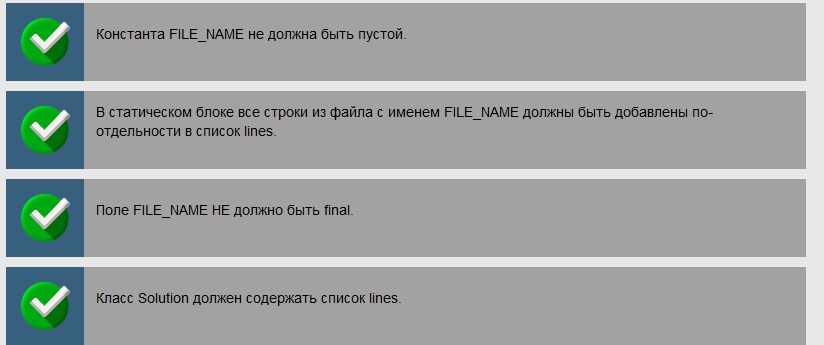 Константа FILE_NAME не должна быть пустой.
В статическом блоке все строки из файла с именем FILE_NAME должны быть добавлены по-
отдельности в список lines.
Поле FILE_NAME НЕ должно быть final.
Класс Solution должен содержать список lines.